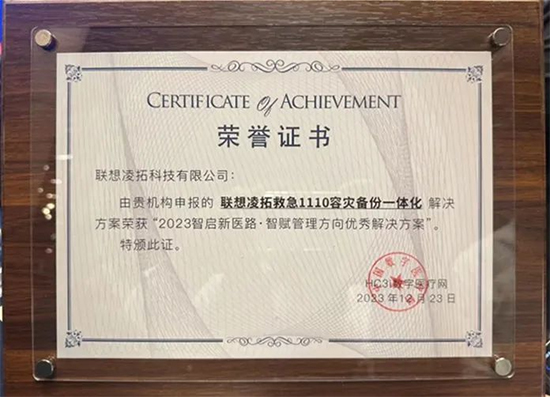 CERTIFICATE Of ACHIEVEMENT
荣誉证书
联想凌拓科技有限公司：
由贵机构申报的 联想凌拓救急1110容灾备份一体化 解决
方案荣获“2023智启新医路·智赋管理方向优秀解决方案”。
特颁此证。
HC3i数字医疗网
2023年12月23日